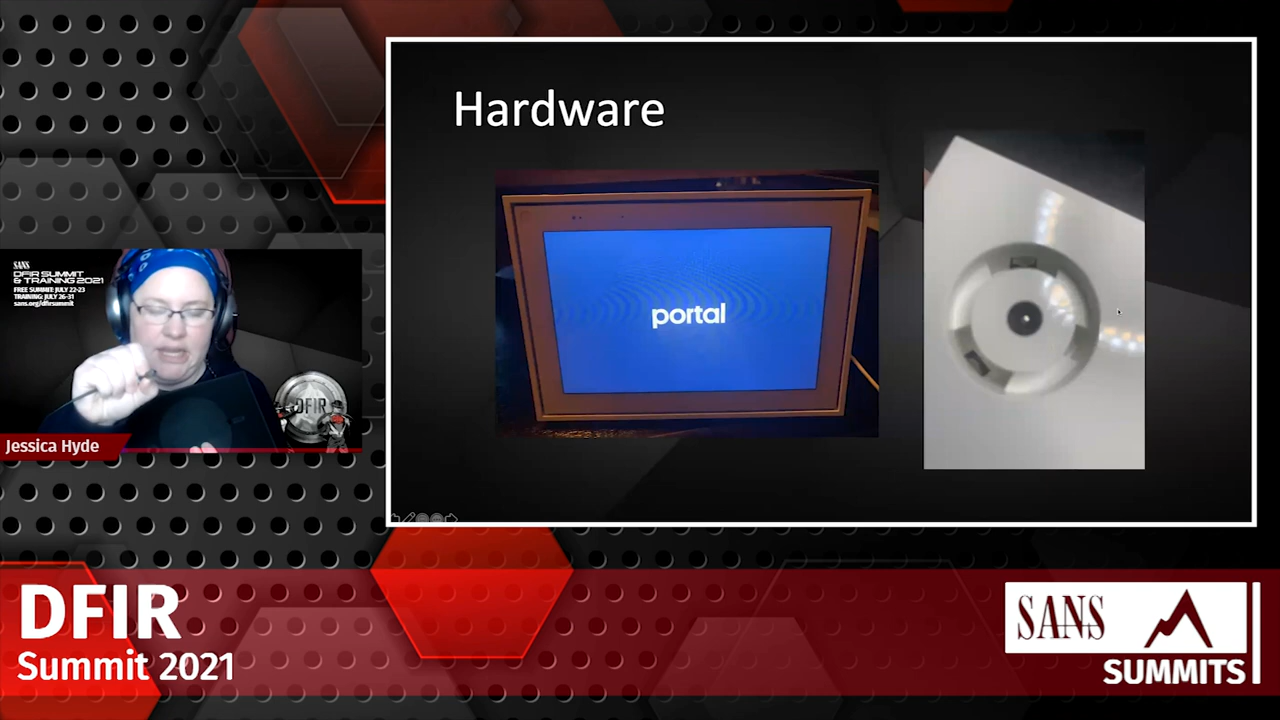 Hardware
portal
SANS
DFIR SUMMIT
& TRAINING 2021
FREE SUMMIT: JULY 22-23
TRAINING: JULY 26-31
sans.org/dfirsummit
DFIR
Jessica Hyde
DFIR
Summit 2021
SANS
SUMMITS